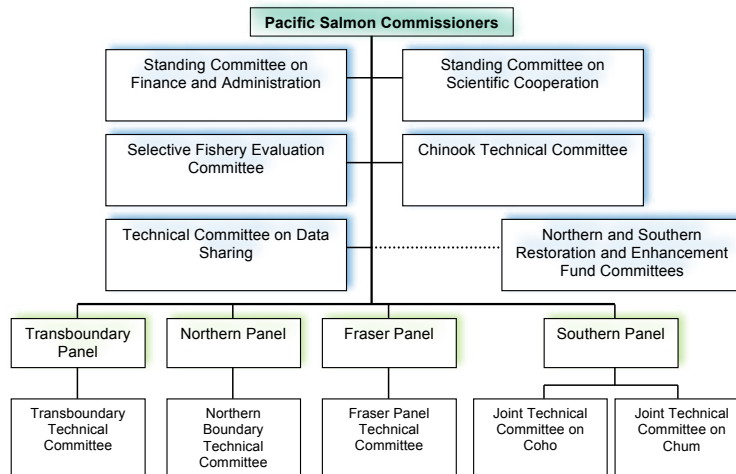 Pacific Salmon Commissioners
Standing Committee on
Finance and Administration
Standing Committee on
Scientific Cooperation
Selective Fishery Evaluation
Committee
Chinook Technical Committee
Technical Committee on Data
Sharing
Northern and Southern
Restoration and Enhancement
Fund Committees
Transboundary
Panel
Northern Panel
Fraser Panel
Southern Panel
Transboundary
Technical
Committee
Northern
Boundary
Technical
Committee
Fraser Panel
Technical
Committee
Joint Technical
Committee on
Coho
Joint Technical
Committee on
Chum